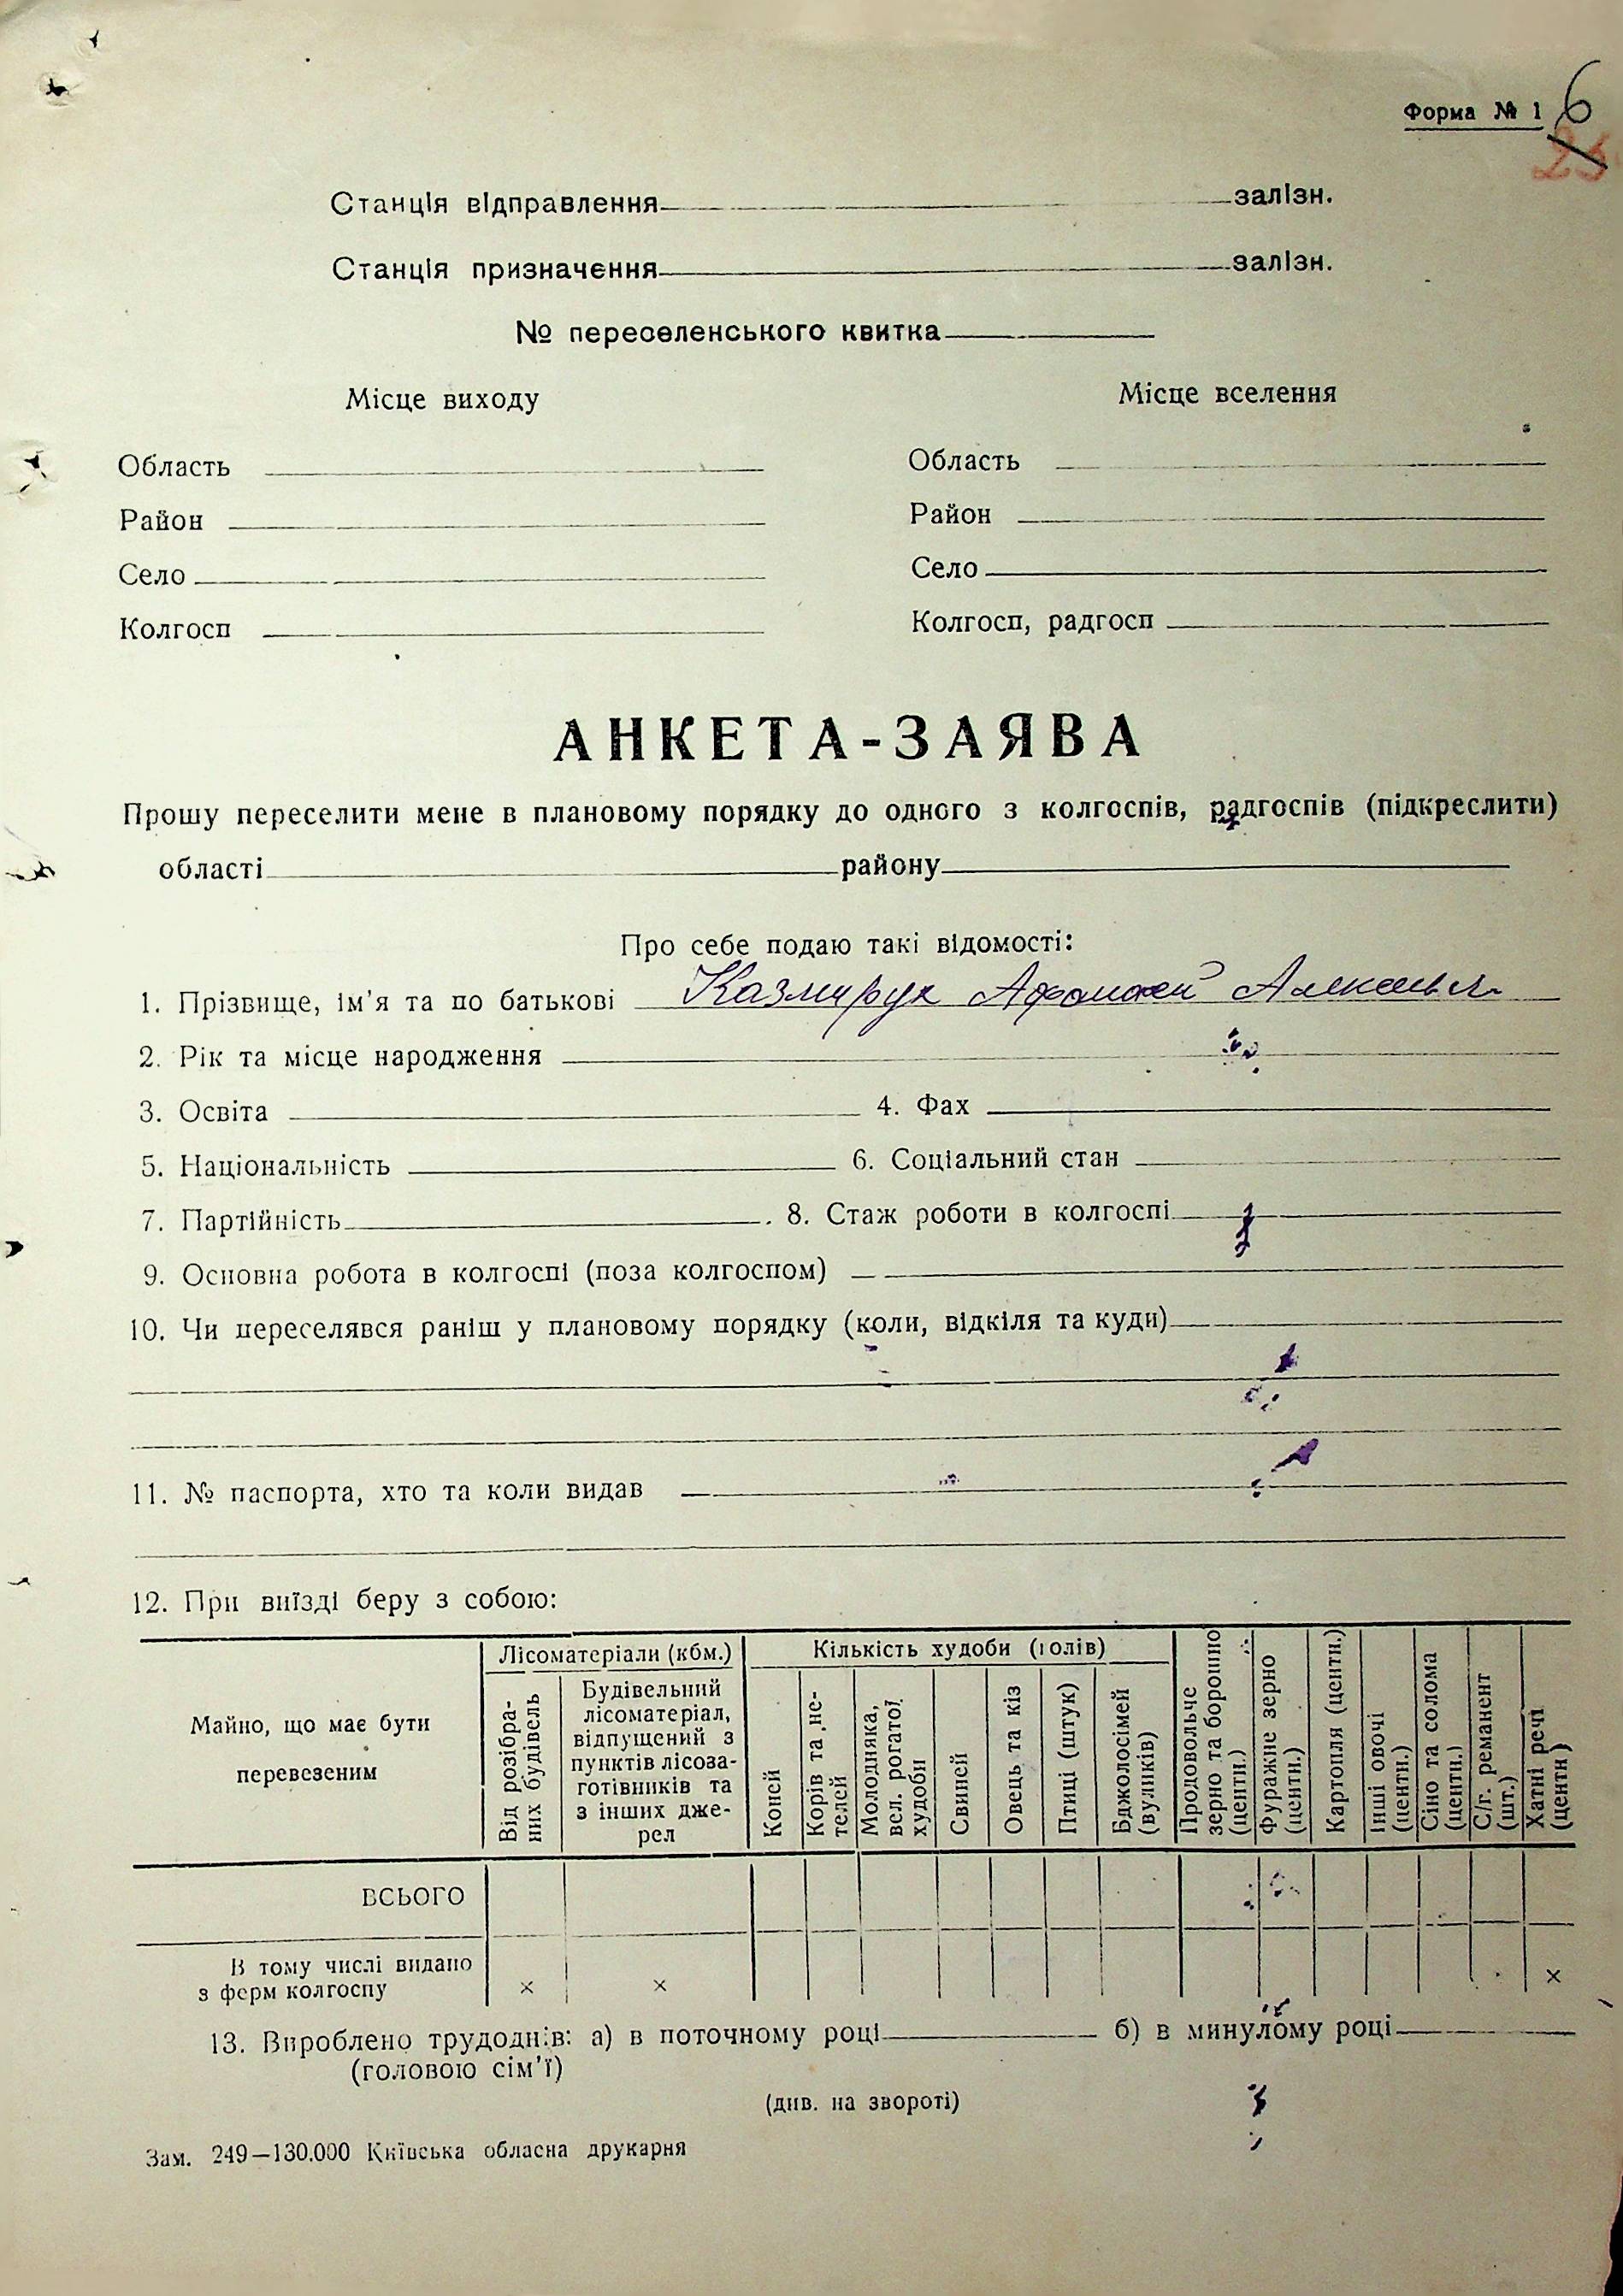 Форма № 1 6
25
Станція відправлення залізн.
Станція призначення залізн.
№ переселенського квитка
Місце виходу Місце вселення
Область Область
Район Район
Село Село
Колгосп Колгосп, радгосп
АНКЕТА-ЗАЯВА
Прошу переселити мене в плановому порядку до одного з колгоспів, радгоспів (підкреслити)
області району
Про себе подаю такі відомості:
1. Прізвище, ім'я та по батькові Казмирук
2. Рік та місце народження
3. Освіта 4. Фах
5. Національність 6. Соціальний стан
7. Партійність . 8. Стаж роботи в колгоспі
9. Основна робота в колгоспі (поза колгоспом)
10. Чи переселявся раніш у плановому порядку (коли, відкіля та куди)
11. № паспорта, хто та коли видав
12. При виїзді беру з собою:
Майно, що має бути
перевезеним
Лісоматеріали (кбм.)
Від розібра-
них будівель
Будівельний
лісоматеріал,
відпущений з
пунктів лісоза-
готівників та
з інших дже-
рел
Кількість худоби (голів)
Коней
Корів та не-
телей
Молодняка,
вел. рогатої
худоби
Свиней
Овець та кіз
Птиці (штук)
Бджолосімей
(вуликів)
Продовольче
зерно та борошно
(центн.)
Фуражне зерно
(центн.)
Картопля (центн.)
Інші овочі
(центн.)
Сіно та солома
(центн.)
С/г. реманент
(шт.)
Хатні речі
(центн)
ВСЬОГО
В тому числі видано
з ферм колгоспу × × ×
13. Вироблено трудоднів: а) в поточному році б) в минулому році
(головою сім'ї)
(див. на звороті)
Зам. 249—130.000 Київська обласна друкарня